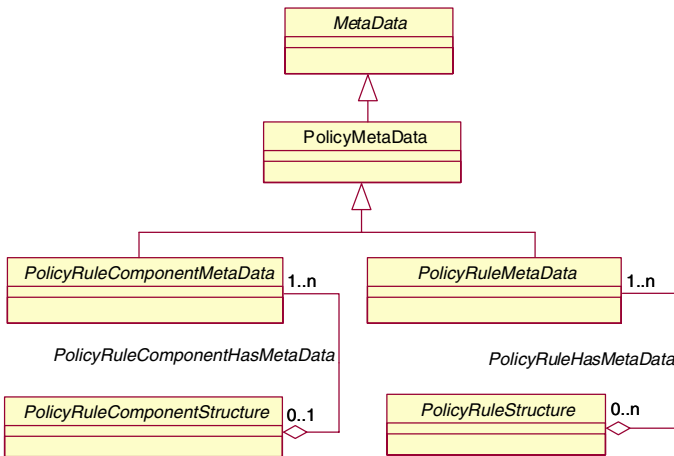 MetaData
PolicyMetaData
PolicyRuleComponentMetaData
1..n
PolicyRuleMetaData
1..n
PolicyRuleComponentHasMetaData
PolicyRuleHasMetaData
PolicyRuleComponentStructure
0..1
PolicyRuleStructure
0..n